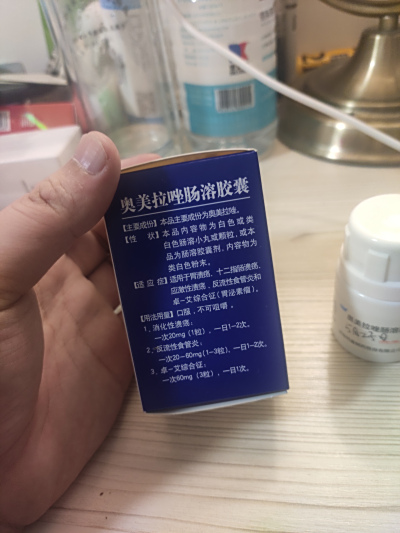 奥美拉唑肠溶胶囊
【主要成份】本品主要成份为奥美拉唑。
【性 状】本品内容物为白色或类
白色肠溶小丸或颗粒，或本
品为肠溶胶囊剂，内容物为
类白色粉末。
【适应症】适用于胃溃疡、十二指肠溃疡、
应激性溃疡、反流性食管炎和
卓-艾综合征（胃泌素瘤）。
【用法用量】口服，不可咀嚼。
1、消化性溃疡：
一次20mg（1粒），一日1-2次。
2、反流性食管炎：
一次20-60mg（1-3粒），一日1-2次。
3、卓-艾综合征：
一次60mg（3粒），一日1次。
奥美拉唑肠溶